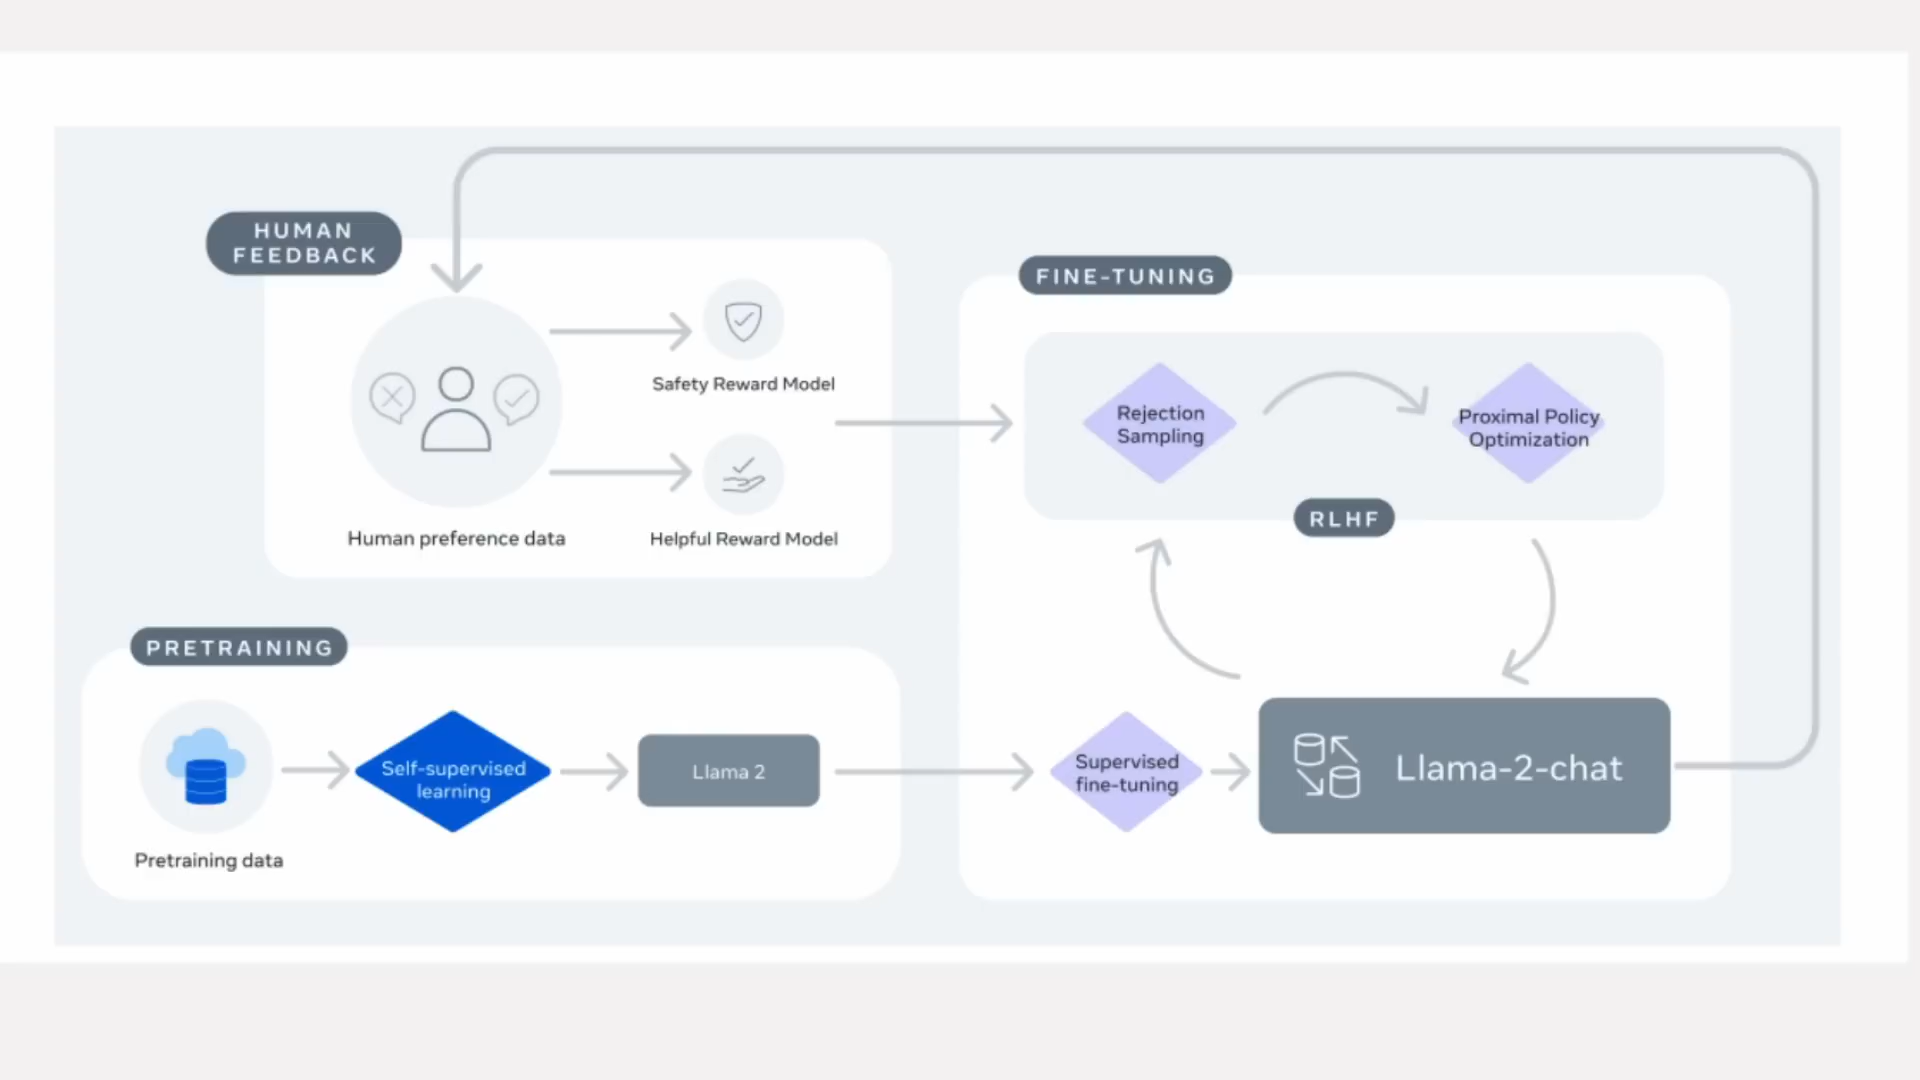 HUMAN
FEEDBACK
Safety Reward Model
Human preference data
Helpful Reward Model
FINE-TUNING
Rejection
Sampling
Proximal Policy
Optimization
RLHF
PRETRAINING
Pretraining data
Self-supervised
learning
Llama 2
Supervised
fine-tuning
Llama-2-chat